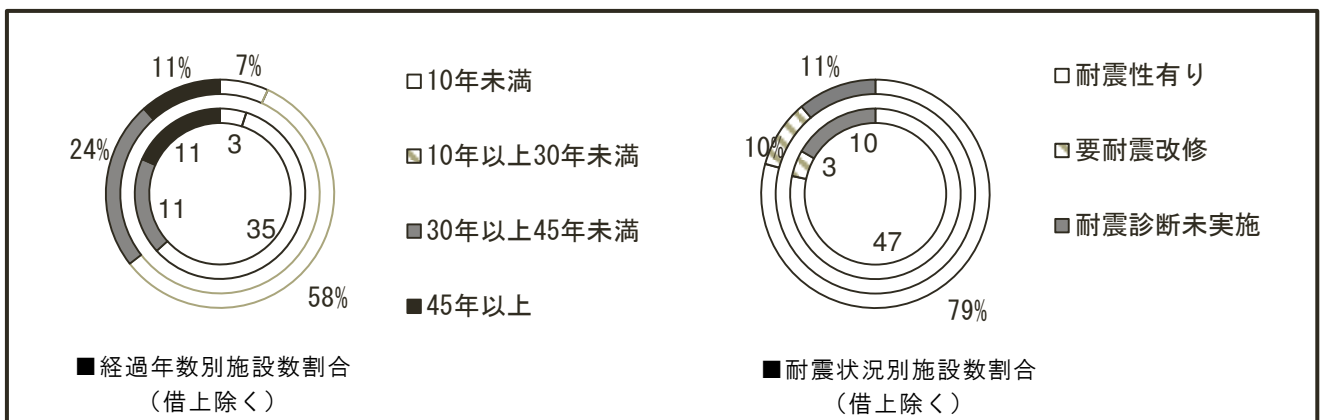 11%
7%
24%
58%
11
3
11
35
□10年未満
10年以上30年未満
■30年以上45年未満
■45年以上
■経過年数別施設数割合
（借上除く）
11%
10%
79%
10
3
47
□耐震性有り
要耐震改修
■耐震診断未実施
■耐震状況別施設数割合
（借上除く）